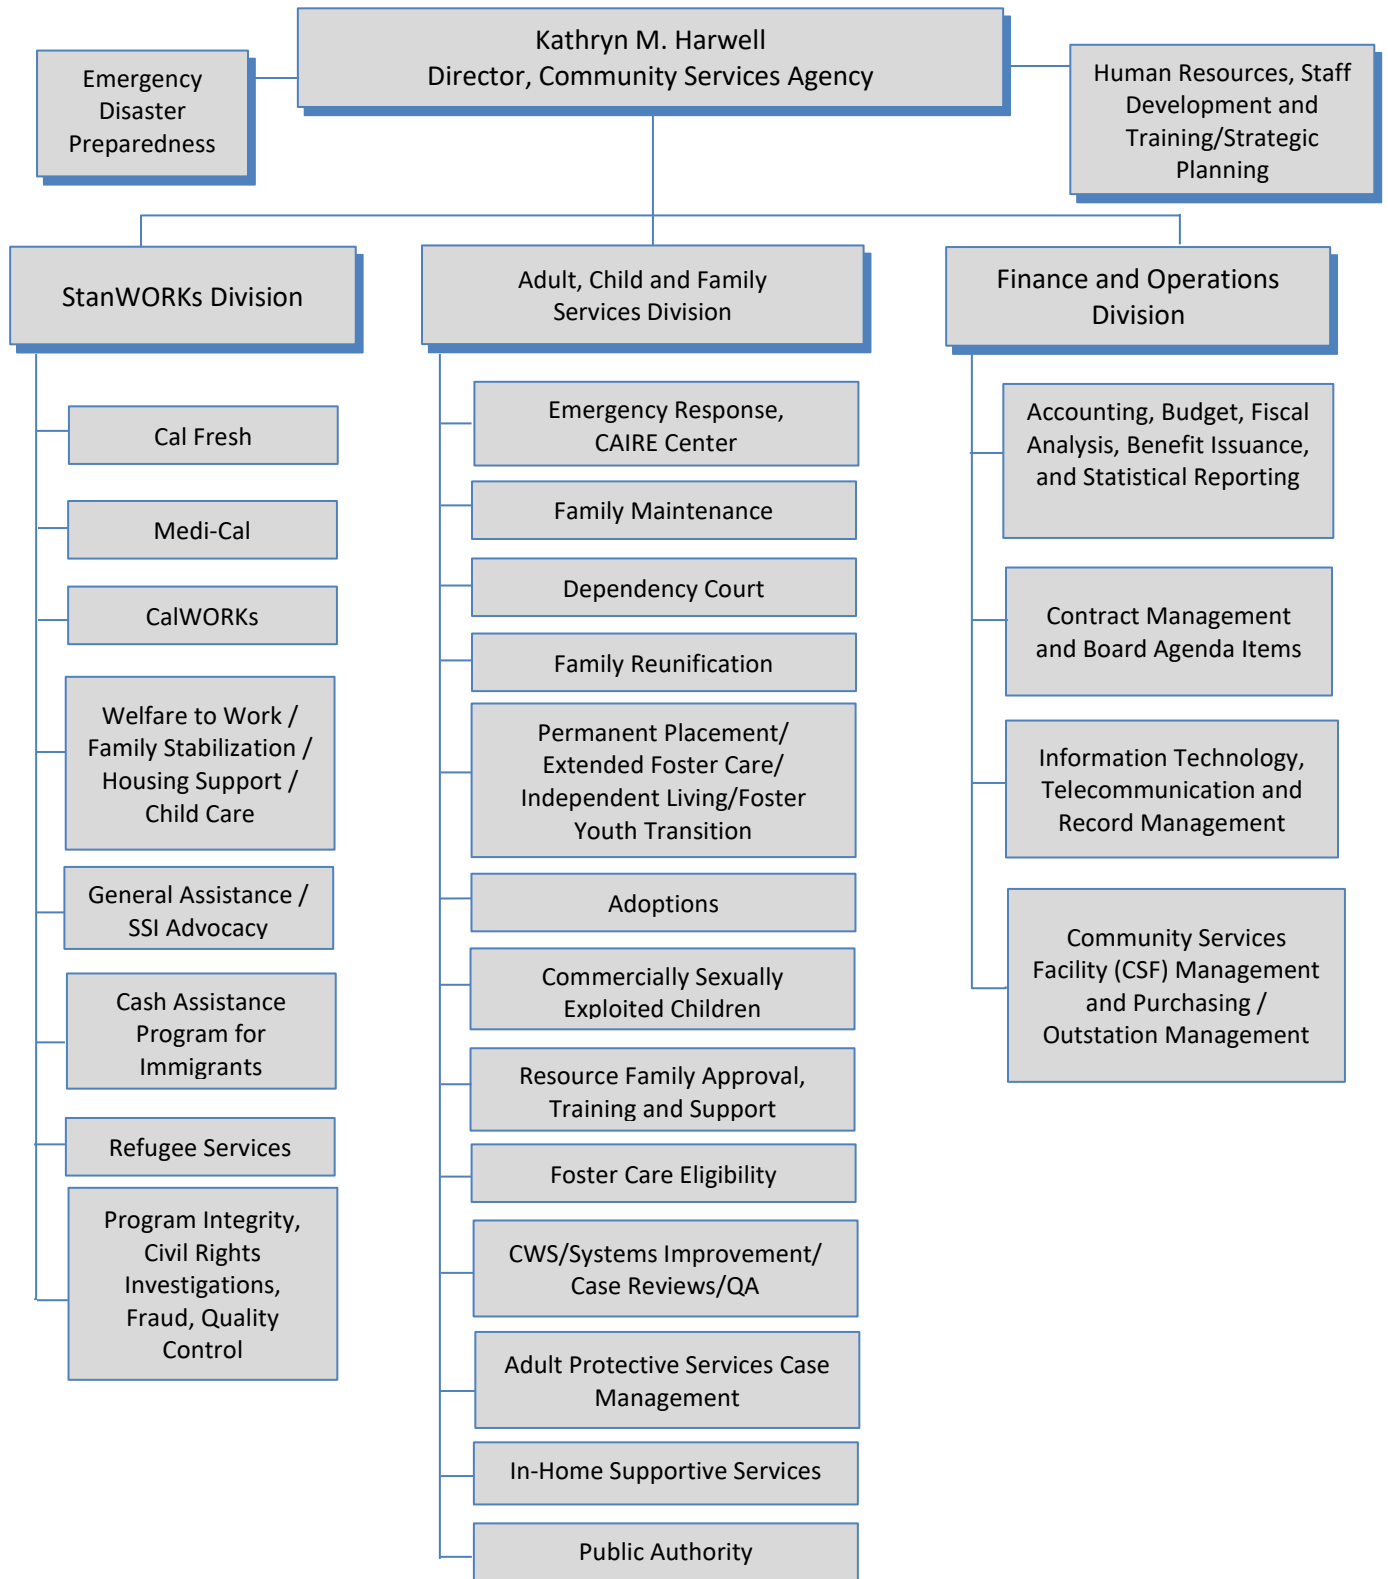 Kathryn M. Harwell
Director, Community Services Agency
Emergency
Disaster
Preparedness
Human Resources, Staff
Development and
Training/Strategic
Planning
StanWORKs Division
Cal Fresh
Medi-Cal
CalWORKs
Welfare to Work /
Family Stabilization /
Housing Support /
Child Care
General Assistance /
SSI Advocacy
Cash Assistance
Program for
Immigrants
Refugee Services
Program Integrity,
Civil Rights
Investigations,
Fraud, Quality
Control
Adult, Child and Family
Services Division
Emergency Response,
CAIRE Center
Family Maintenance
Dependency Court
Family Reunification
Permanent Placement/
Extended Foster Care/
Independent Living/Foster
Youth Transition
Adoptions
Commercially Sexually
Exploited Children
Resource Family Approval,
Training and Support
Foster Care Eligibility
CWS/Systems Improvement/
Case Reviews/QA
Adult Protective Services Case
Management
In-Home Supportive Services
Public Authority
Finance and Operations
Division
Accounting, Budget, Fiscal
Analysis, Benefit Issuance,
and Statistical Reporting
Contract Management
and Board Agenda Items
Information Technology,
Telecommunication and
Record Management
Community Services
Facility (CSF) Management
and Purchasing /
Outstation Management